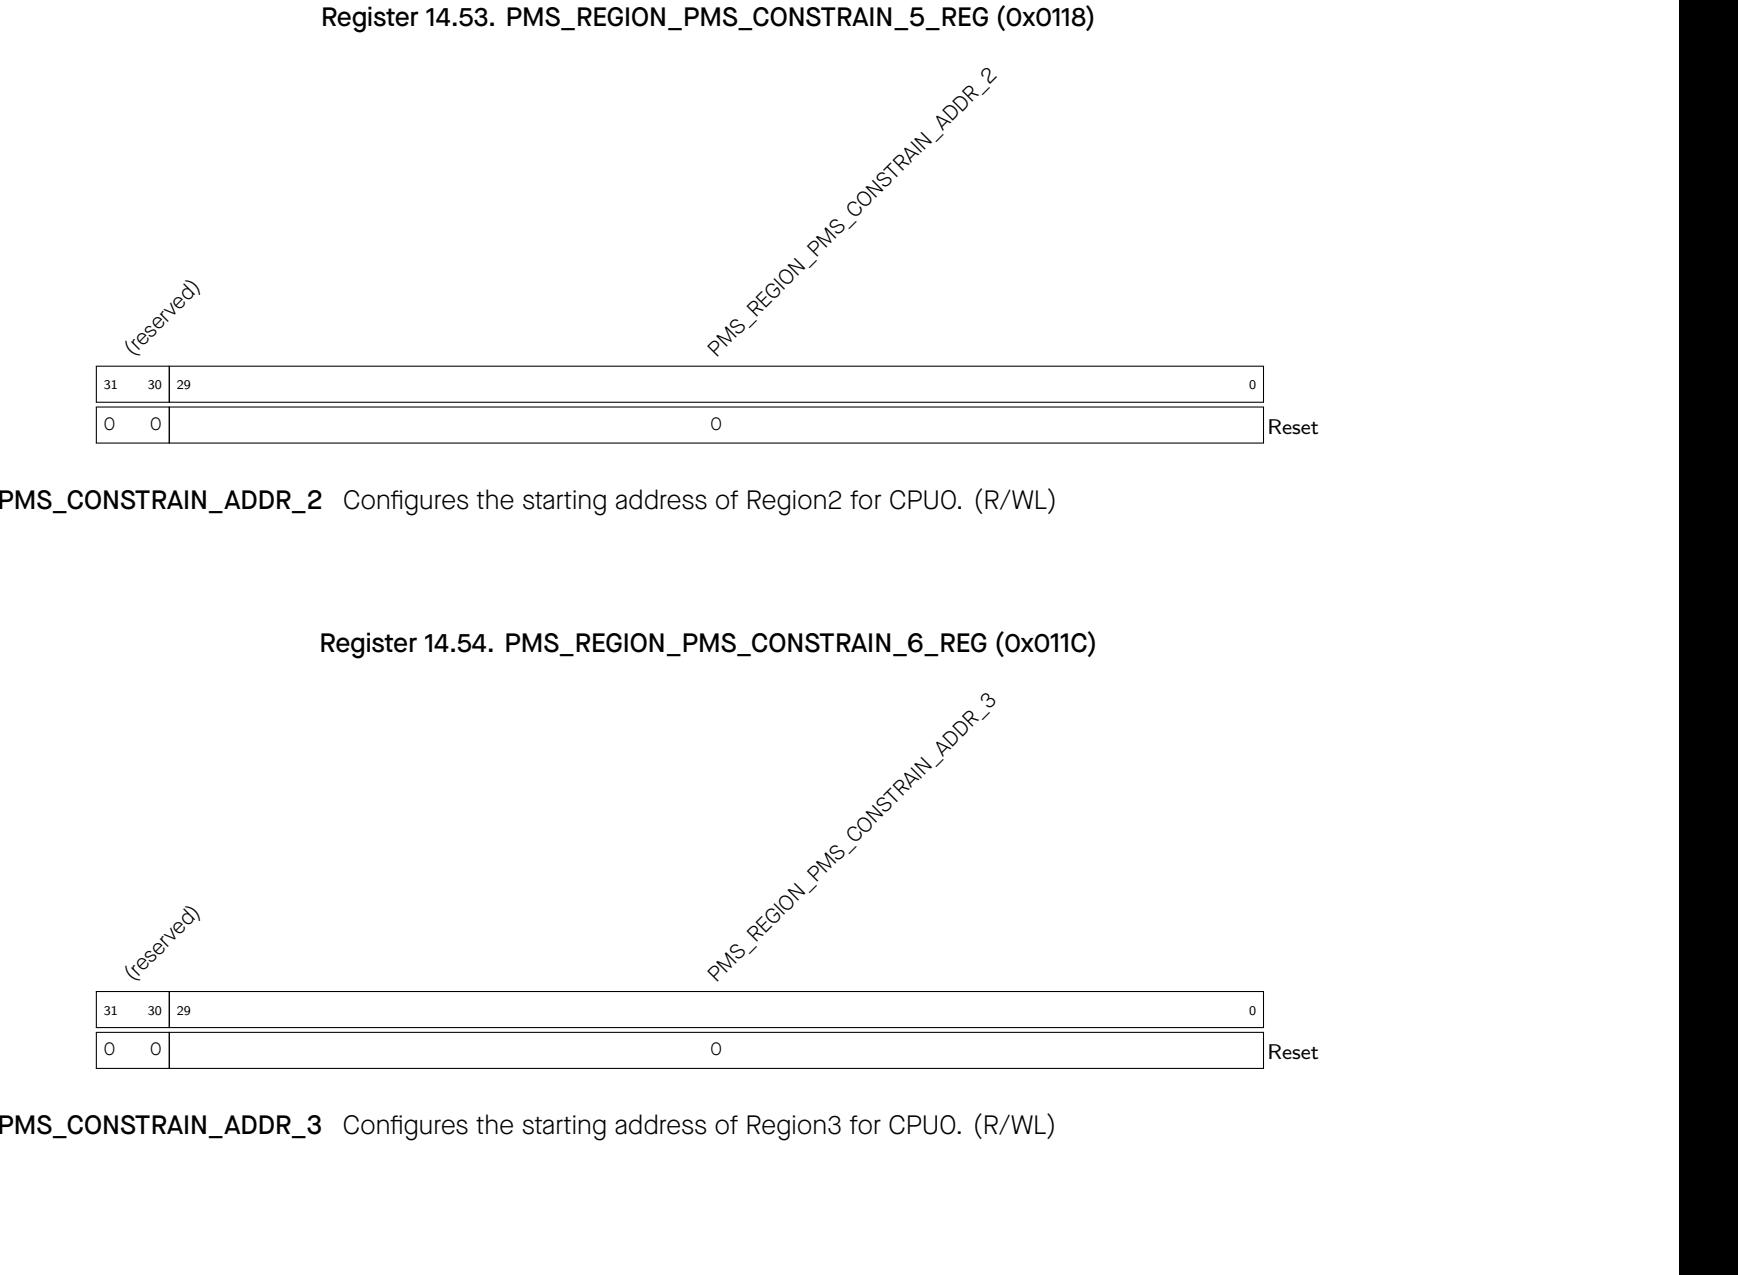 Register 14.53. PMS_REGION_PMS_CONSTRAIN_5_REG (0x0118)
(reserved)
PMS_REGION_PMS_CONSTRAIN_ADDR_2
31 30 29 0
0 0 0 Reset
PMS_CONSTRAIN_ADDR_2 Configures the starting address of Region2 for CPU0. (R/WL)
Register 14.54. PMS_REGION_PMS_CONSTRAIN_6_REG (0x011C)
(reserved)
PMS_REGION_PMS_CONSTRAIN_ADDR_3
31 30 29 0
0 0 0 Reset
PMS_CONSTRAIN_ADDR_3 Configures the starting address of Region3 for CPU0. (R/WL)